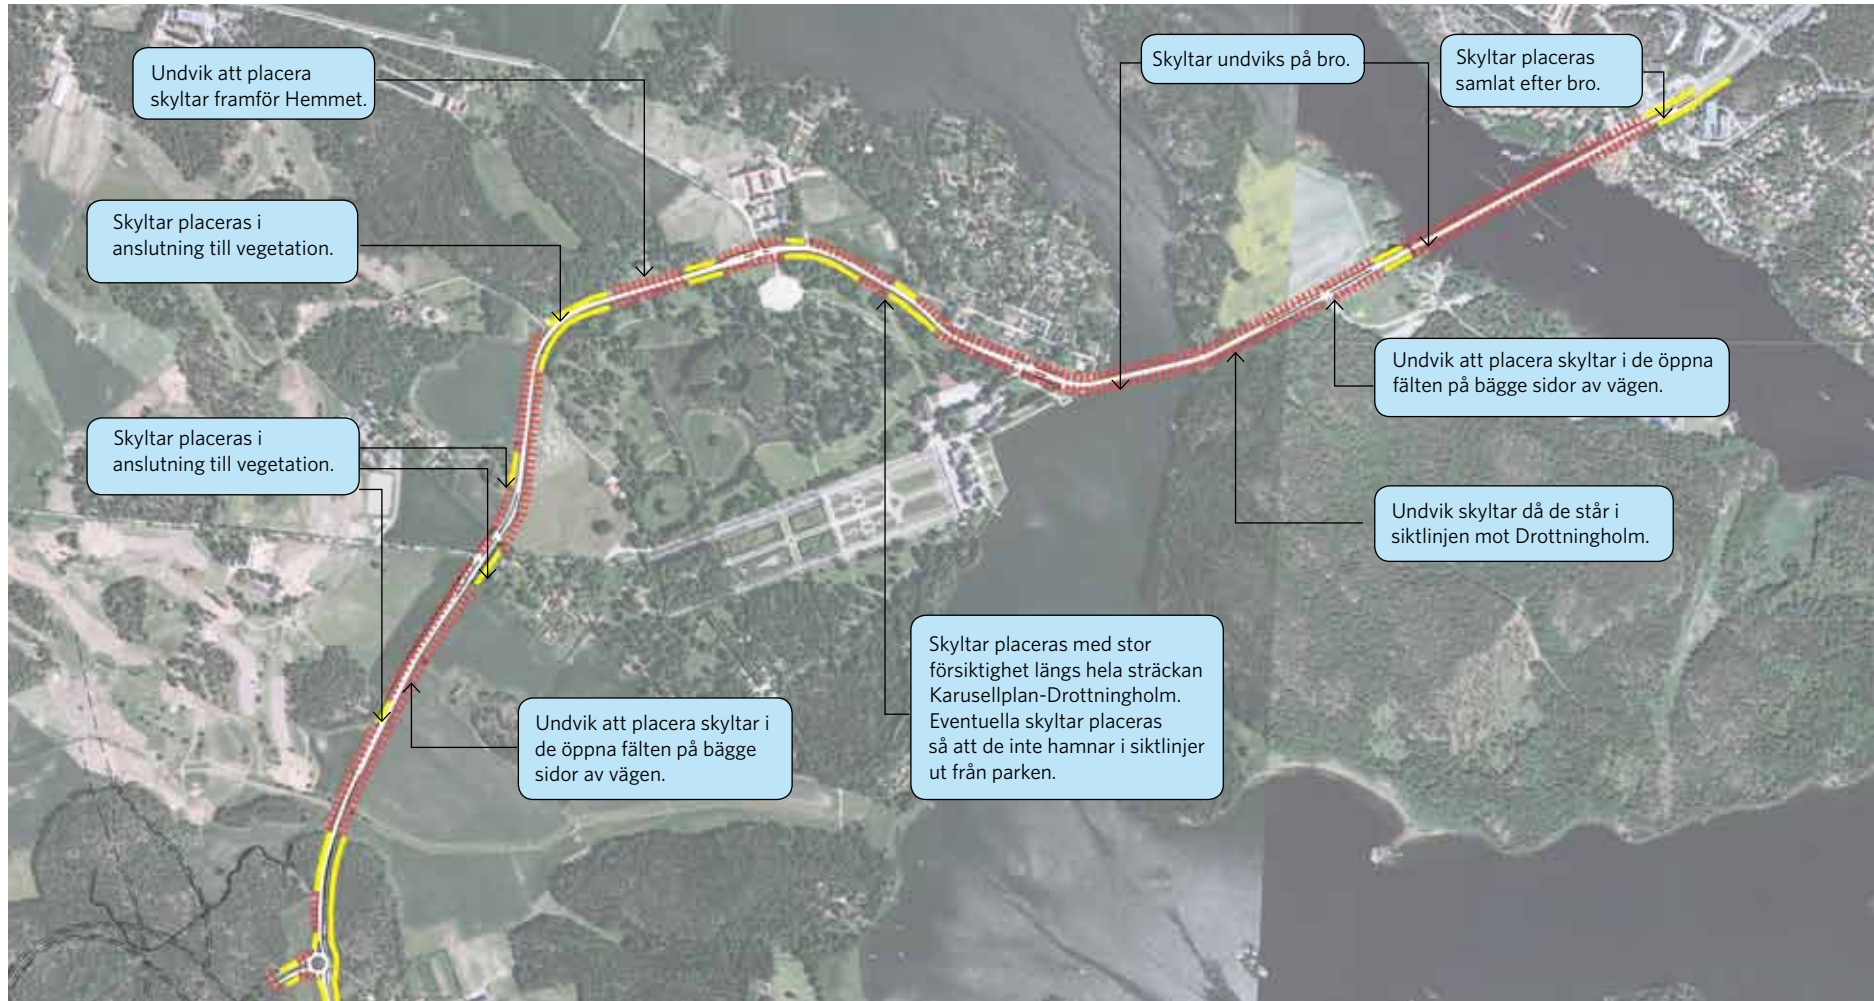 Undvik att placera
skyltar framför Hemmet.
Skyltar undviks på bro.
Skyltar placeras
samlat efter bro.
Skyltar placeras i
anslutning till vegetation.
Undvik att placera skyltar i de öppna
fälten på bägge sidor av vägen.
Skyltar placeras i
anslutning till vegetation.
Undvik skyltar då de står i
siktlinjen mot Drottningholm.
Skyltar placeras med stor
försiktighet längs hela sträckan
Karusellplan-Drottningholm.
Eventuella skyltar placeras
så att de inte hamnar i siktlinjer
ut från parken.
Undvik att placera skyltar i
de öppna fälten på bägge
sidor av vägen.